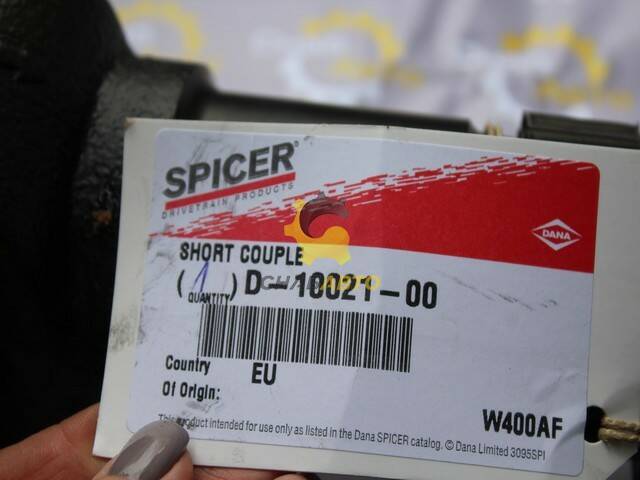 SPICER®
DRIVETRAIN PRODUCTS
DANA
SHORT COUPLE
( 1 ) D-10021-00
QUANTITY
Country
Of Origin:
EU
W400AF
This product intended for use only as listed in the Dana SPICER catalog. © Dana Limited 3095SPI